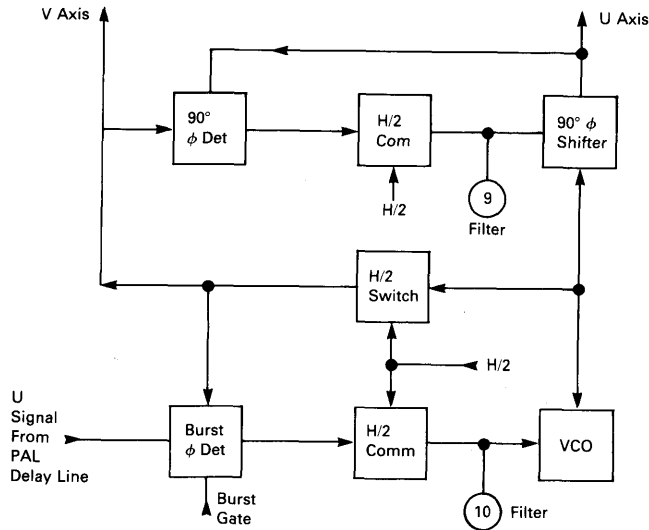 V Axis
U Axis
90°
φ Det
H/2
Com
90° φ
Shifter
H/2
9
Filter
H/2
Switch
H/2
U
Signal
From
PAL
Delay Line
Burst
φ Det
H/2
Comm
VCO
Burst
Gate
10
Filter